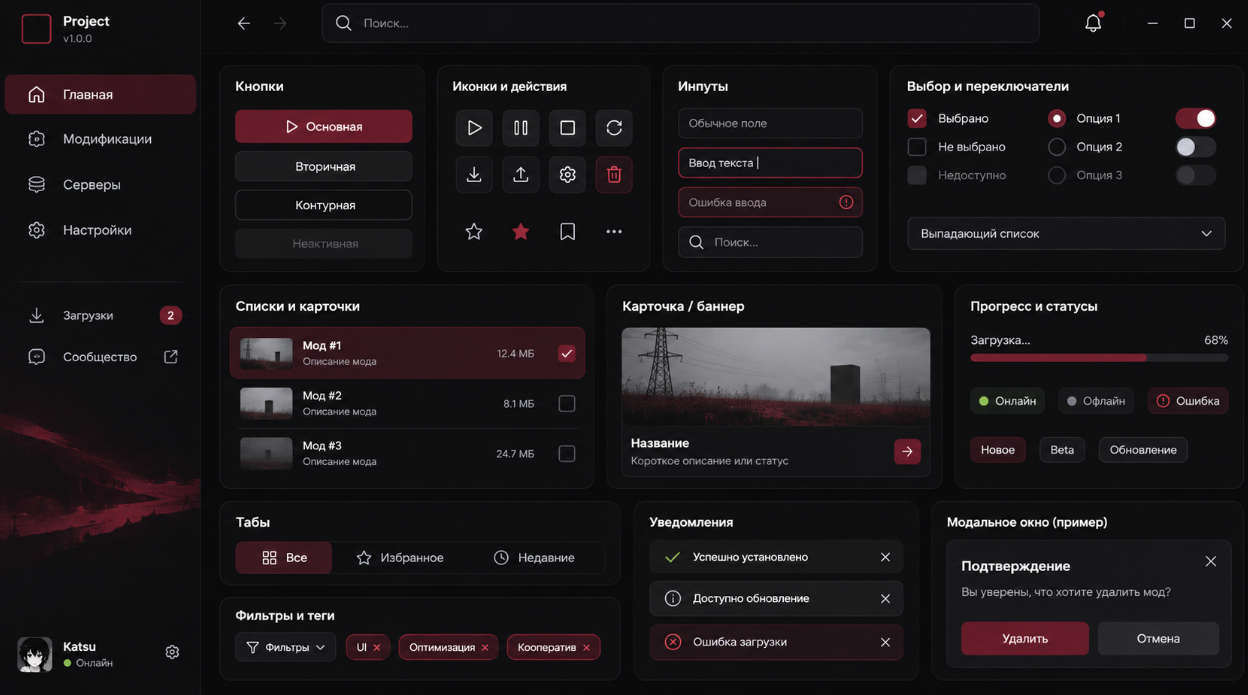 Project
v1.0.0
Поиск...
Главная
Модификации
Серверы
Настройки
Загрузки
2
Сообщество
Katsu
Онлайн
Кнопки
Основная
Вторичная
Контурная
Неактивная
Иконки и действия
Инпуты
Обычное поле
Ввод текста
Ошибка ввода
Поиск...
Выбор и переключатели
Выбрано
Опция 1
Не выбрано
Опция 2
Недоступно
Опция 3
Выпадающий список
Списки и карточки
Мод #1
Описание мода
12.4 МБ
Мод #2
Описание мода
8.1 МБ
Мод #3
Описание мода
24.7 МБ
Карточка / баннер
Название
Короткое описание или статус
Прогресс и статусы
Загрузка... 68%
Онлайн
Офлайн
Ошибка
Новое
Beta
Обновление
Табы
Все
Избранное
Недавние
Фильтры и теги
Фильтры
UI
Оптимизация
Кооператив
Уведомления
Успешно установлено
Доступно обновление
Ошибка загрузки
Модальное окно (пример)
Подтверждение
Вы уверены, что хотите удалить мод?
Удалить
Отмена